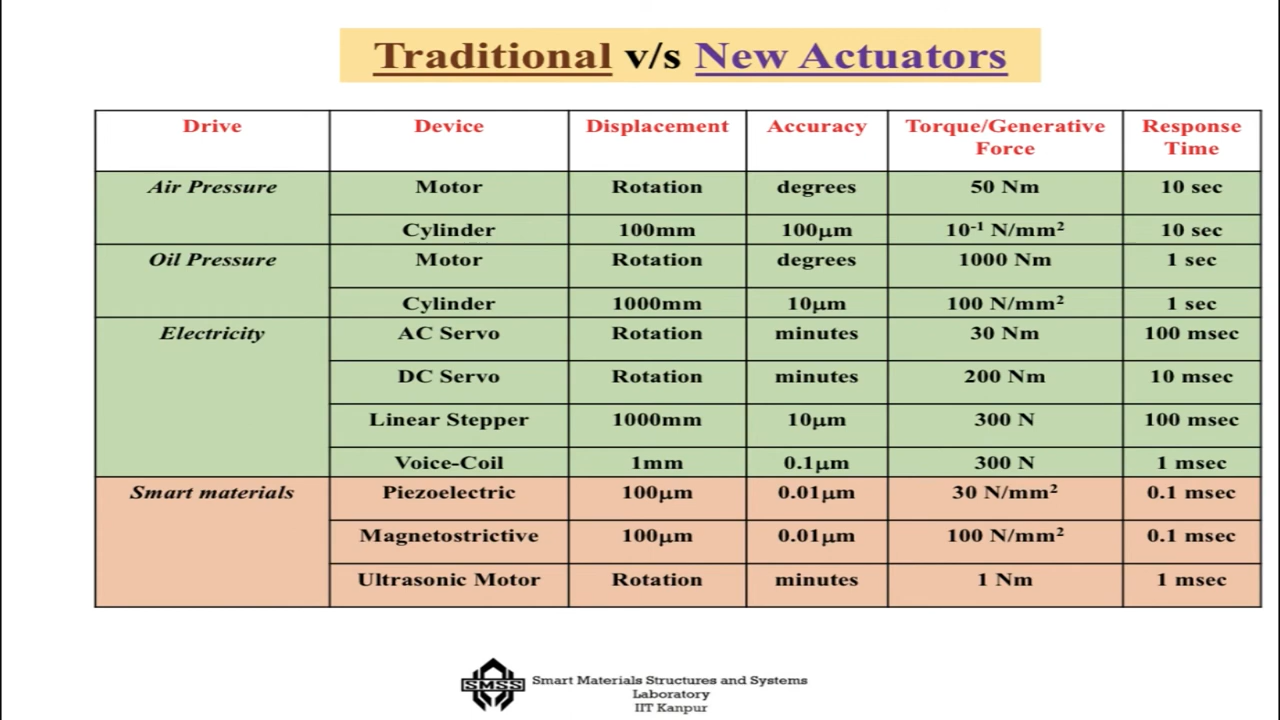 Traditional v/s New Actuators
Drive Device Displacement Accuracy Torque/Generative Force Response Time
Air Pressure Motor Rotation degrees 50 Nm 10 sec
Cylinder 100mm 100μm 10⁻¹ N/mm² 10 sec
Oil Pressure Motor Rotation degrees 1000 Nm 1 sec
Cylinder 1000mm 10μm 100 N/mm² 1 sec
Electricity AC Servo Rotation minutes 30 Nm 100 msec
DC Servo Rotation minutes 200 Nm 10 msec
Linear Stepper 1000mm 10μm 300 N 100 msec
Voice-Coil 1mm 0.1μm 300 N 1 msec
Smart materials Piezoelectric 100μm 0.01μm 30 N/mm² 0.1 msec
Magnetostrictive 100μm 0.01μm 100 N/mm² 0.1 msec
Ultrasonic Motor Rotation minutes 1 Nm 1 msec
SMSS
Smart Materials Structures and Systems
Laboratory
IIT Kanpur